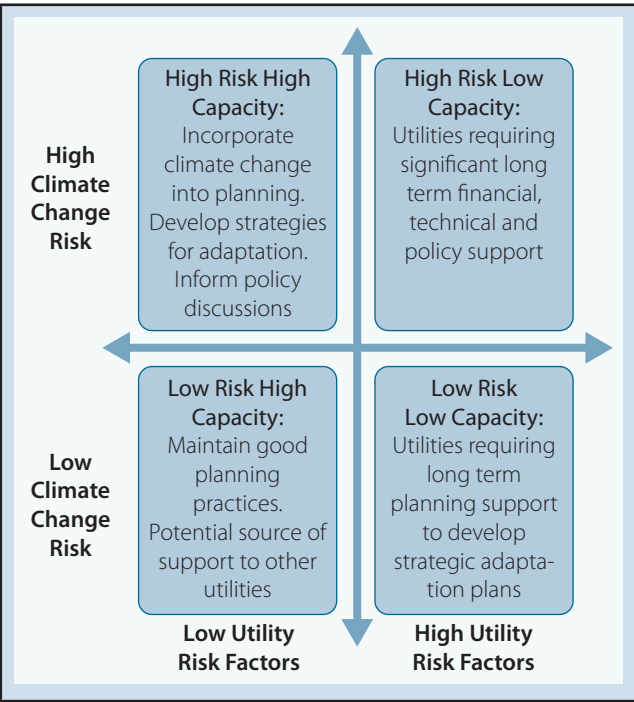 High
Climate
Change
Risk
High Risk High
Capacity:
Incorporate
climate change
into planning.
Develop strategies
for adaptation.
Inform policy
discussions
High Risk Low
Capacity:
Utilities requiring
significant long
term financial,
technical and
policy support
Low
Climate
Change
Risk
Low Risk High
Capacity:
Maintain good
planning
practices.
Potential source of
support to other
utilities
Low Risk
Low Capacity:
Utilities requiring
long term
planning support
to develop
strategic adapta-
tion plans
Low Utility
Risk Factors
High Utility
Risk Factors